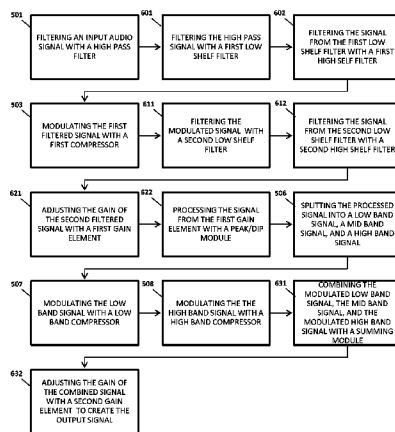 501
FILTERING AN INPUT AUDIO
SIGNAL WITH A HIGH PASS
FILTER
601
FILTERING THE HIGH PASS
SIGNAL WITH A FIRST LOW
SHELF FILTER
602
FILTERING THE SIGNAL
FROM THE FIRST LOW
SHELF FILTER WITH A FIRST
HIGH SELF FILTER
503
MODULATING THE FIRST
FILTERED SIGNAL WITH A
FIRST COMPRESSOR
611
FILTERING THE
MODULATED SIGNAL WITH
A SECOND LOW SHELF
FILTER
612
FILTERING THE SIGNAL
FROM THE SECOND LOW
SHELF FILTER WITH A
SECOND HIGH SHELF FILTER
621
ADJUSTING THE GAIN OF
THE SECOND FILTERED
SIGNAL WITH A FIRST GAIN
ELEMENT
622
PROCESSING THE SIGNAL
FROM THE FIRST GAIN
ELEMENT WITH A PEAK/DIP
MODULE
506
SPLITTING THE PROCESSED
SIGNAL INTO A LOW BAND
SIGNAL, A MID BAND
SIGNAL, AND A HIGH BAND
SIGNAL
507
MODULATING THE LOW
BAND SIGNAL WITH A LOW
BAND COMPRESSOR
508
MODULATING THE THE
HIGH BAND SIGNAL WITH A
HIGH BAND COMPRESSOR
631
COMBINING THE
MODULATED LOW BAND
SIGNAL, THE MID BAND
SIGNAL, AND THE
MODULATED HIGH BAND
SIGNAL WITH A SUMMING
MODULE
632
ADJUSTING THE GAIN OF
THE COMBINED SIGNAL
WITH A SECOND GAIN
ELEMENT TO CREATE THE
OUTPUT SIGNAL